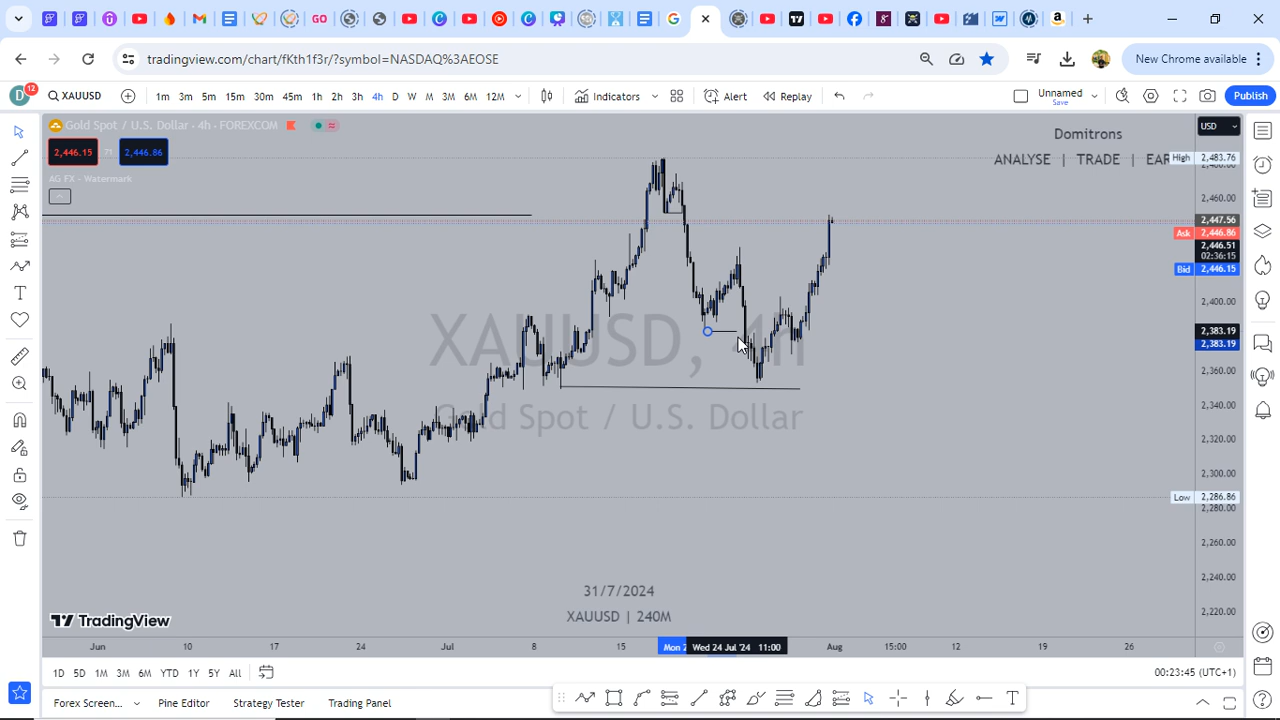 tradingview.com/chart/fKth1f3r/?symbol=NASDAQ%3AEOSE
New Chrome available
D 12 XAUUSD 1m 3m 5m 15m 30m 45m 1h 2h 3h 4h D W M 3M 6M 12M Indicators Alert Replay Unnamed Save Publish
Gold Spot / U.S. Dollar · 4h · FOREXCOM
2,446.15 71 2,446.86
AG FX - Watermark
Domitrons
ANALYSE | TRADE | EAR
USD
High 2,483.76
2,460.00
2,447.56
Ask 2,446.86
2,446.51
02:36:15
Bid 2,446.15
2,400.00
2,383.19
2,383.19
2,360.00
2,340.00
2,320.00
2,300.00
Low 2,286.86
2,280.00
2,260.00
2,240.00
2,220.00
XAUUSD, 4h
Gold Spot / U.S. Dollar
31/7/2024
XAUUSD | 240M
TradingView
Jun 10 17 24 Jul 8 15 Mon 2 Wed 24 Jul '24 11:00 Aug 15:00 12 19 26
1D 5D 1M 3M 6M YTD 1Y 5Y All
00:23:45 (UTC+1)
Forex Screen... Pine Editor Strategy Tester Trading Panel